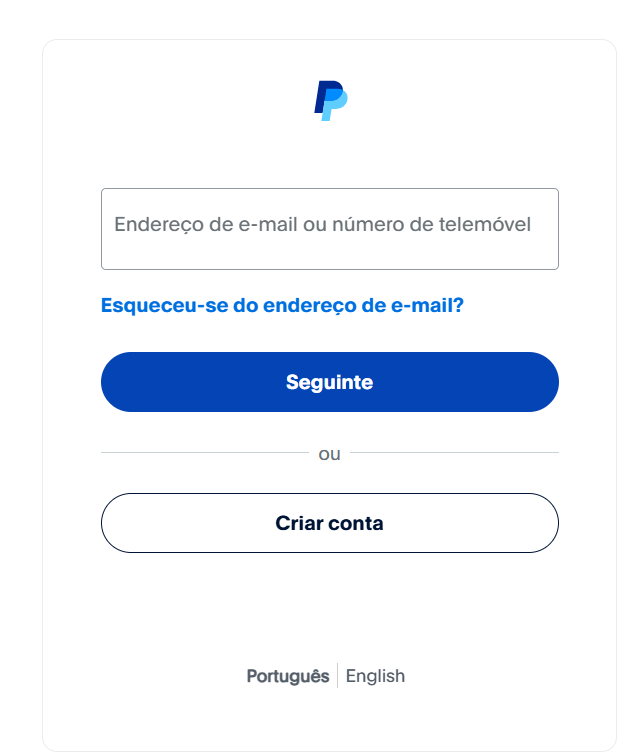 Endereço de e-mail ou número de telemóvel
Esqueceu-se do endereço de e-mail?
Seguinte
ou
Criar conta
Português | English